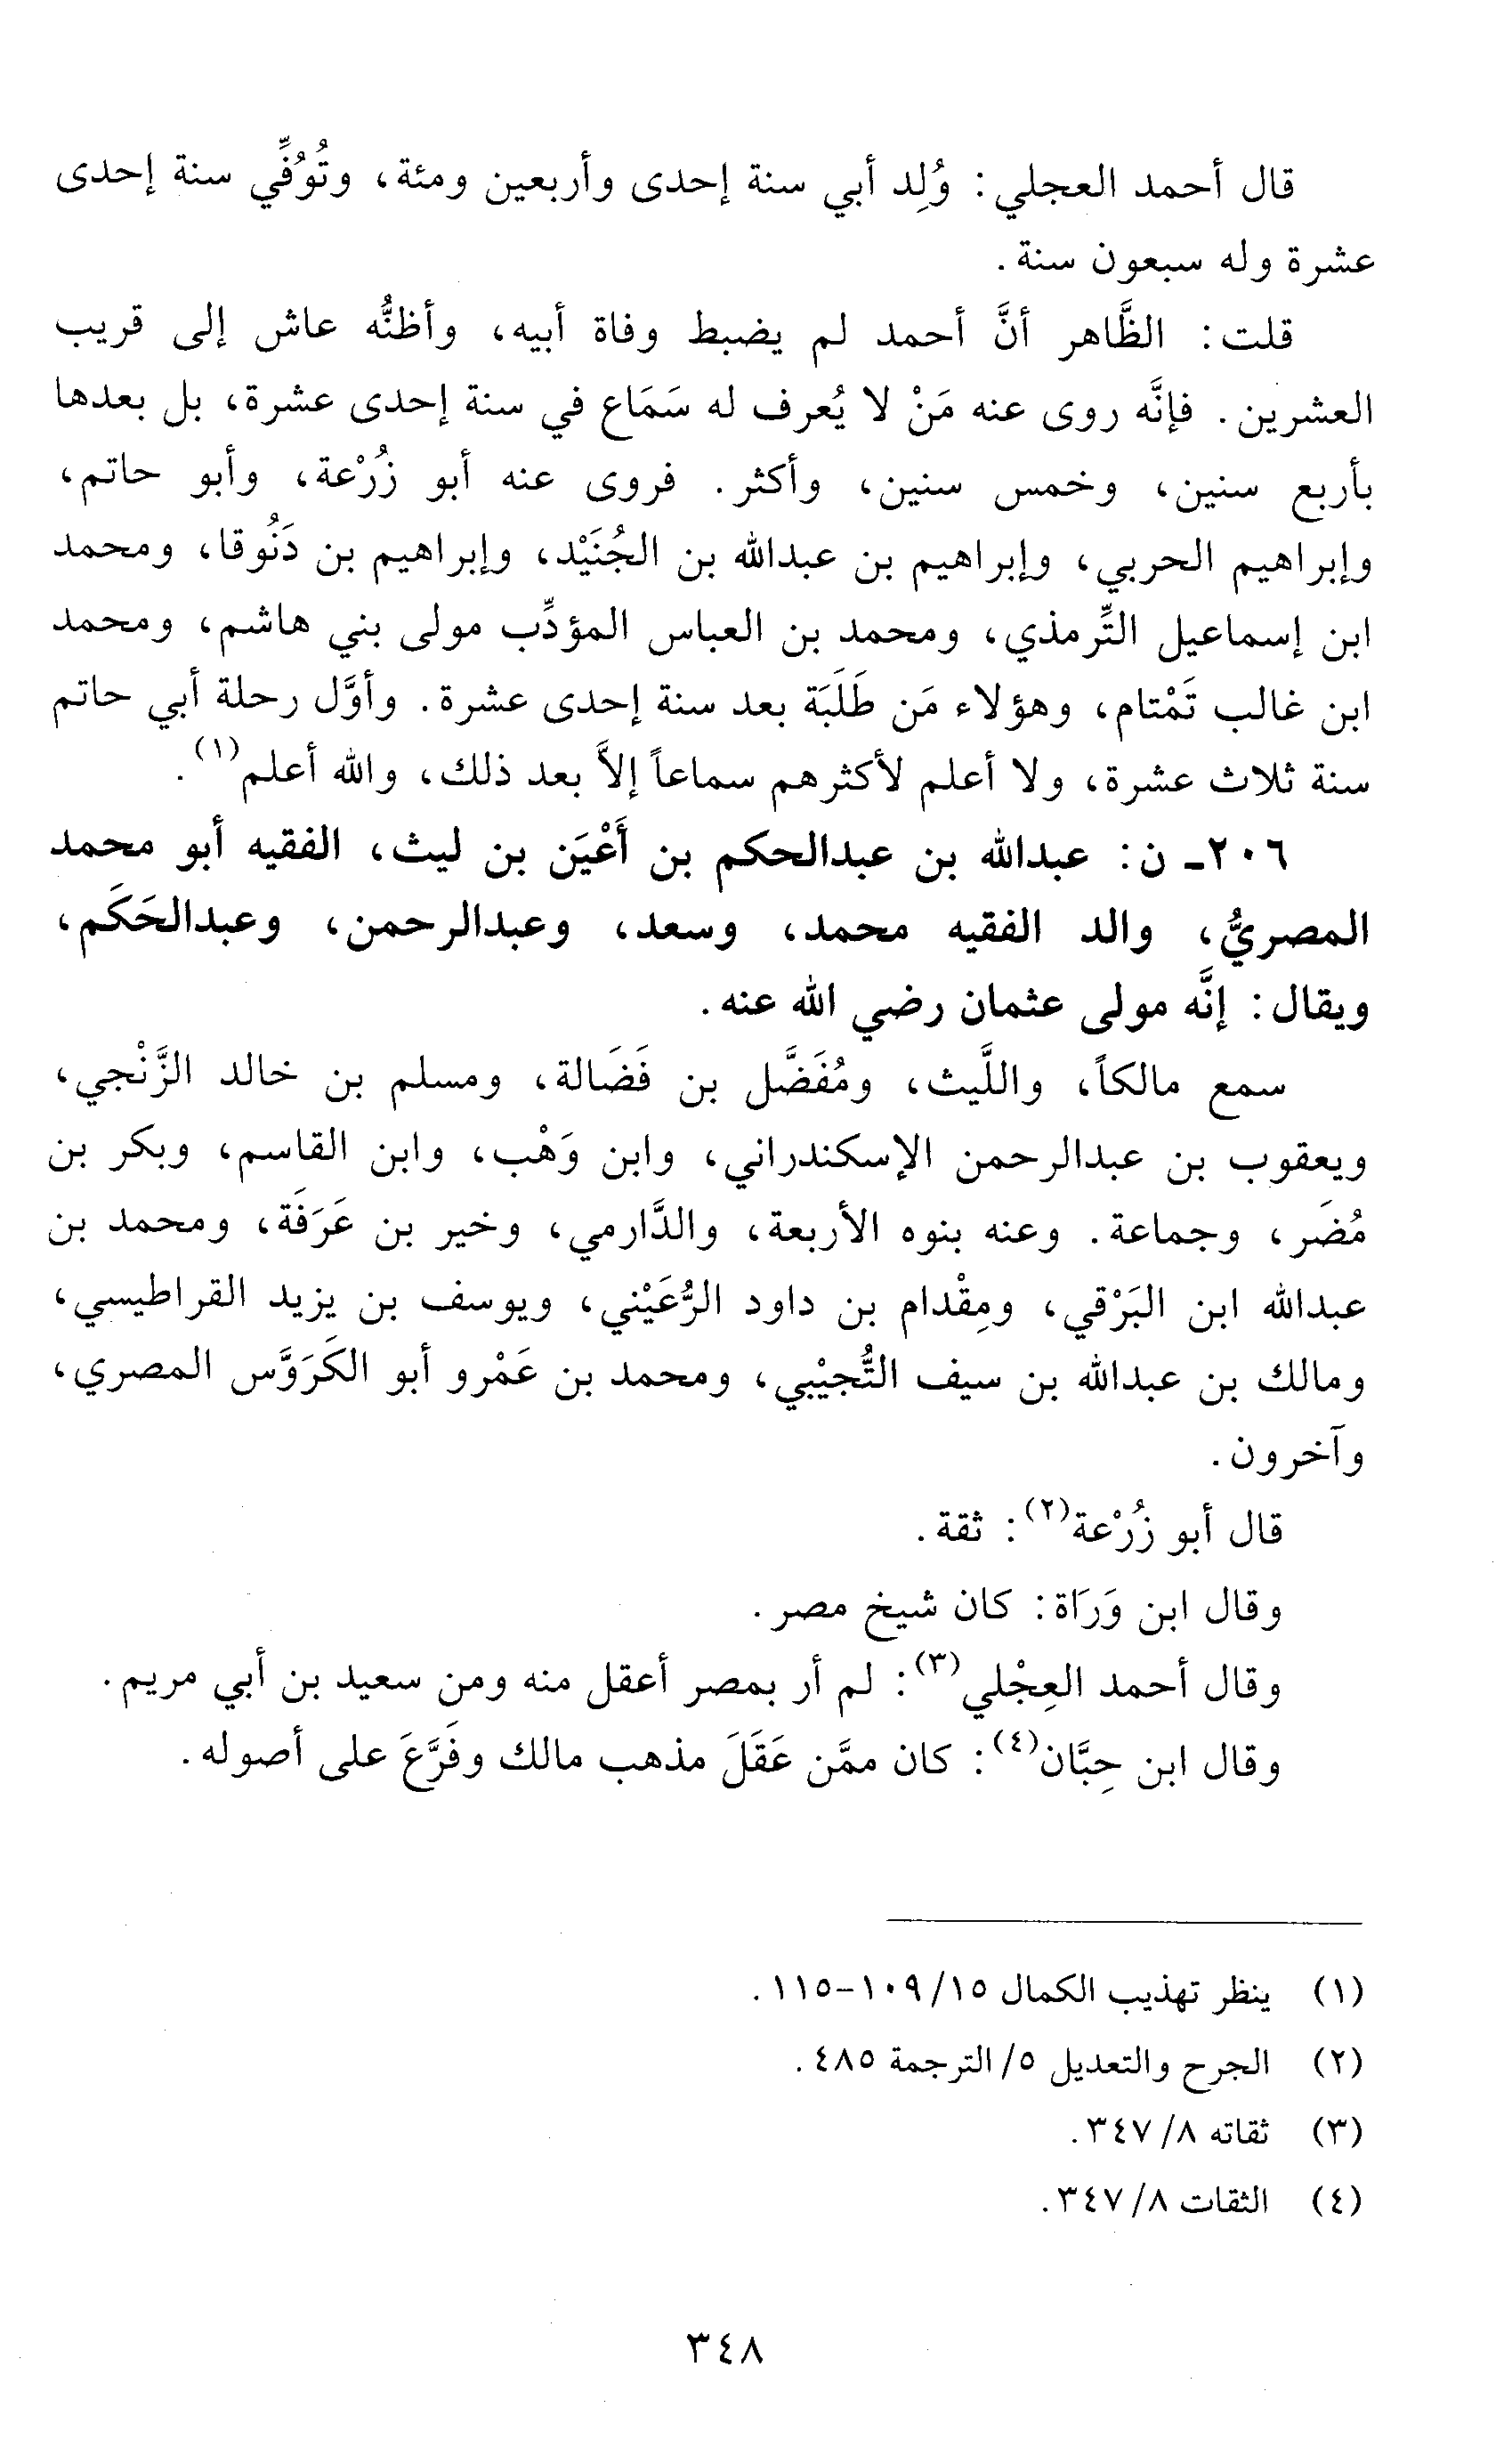 قال أحمد العجلي: وُلِد أبي سنة إحدى وأربعين ومئة، وتُوُفِّي سنة إحدى
عشرة وله سبعون سنة.
قلت: الظَّاهر أنَّ أحمد لم يضبط وفاة أبيه، وأظنُّه عاش إلى قريب
العشرين. فإنَّه روى عنه مَنْ لا يُعرف له سَمَاع في سنة إحدى عشرة، بل بعدها
بأربع سنين، وخمس سنين، وأكثر. فروى عنه أبو زُرْعة، وأبو حاتم،
وإبراهيم الحربي، وإبراهيم بن عبدالله بن الجُنَيْد، وإبراهيم بن دَنُوقا، ومحمد
ابن إسماعيل التِّرمذي، ومحمد بن العباس المؤدِّب مولى بني هاشم، ومحمد
ابن غالب تَمْتام، وهؤلاء مَن طَلَبَة بعد سنة إحدى عشرة. وأوَّل رحلة أبي حاتم
سنة ثلاث عشرة، ولا أعلم لأكثرهم سماعاً إلاَّ بعد ذلك، والله أعلم(١).
٢٠٦- ن: عبدالله بن عبدالحكم بن أَعْيَن بن ليث، الفقيه أبو محمد
المصريُّ، والد الفقيه محمد، وسعد، وعبدالرحمن، وعبدالحَكَم،
ويقال: إنَّه مولى عثمان رضي الله عنه.
سمع مالكاً، واللَّيث، ومُفَضَّل بن فَضَالة، ومسلم بن خالد الزَّنْجي،
ويعقوب بن عبدالرحمن الإسكندراني، وابن وَهْب، وابن القاسم، وبكر بن
مُضَر، وجماعة. وعنه بنوه الأربعة، والدَّارمي، وخير بن عَرَفَة، ومحمد بن
عبدالله ابن البَرْقي، ومِقْدام بن داود الرُّعَيْني، ويوسف بن يزيد القراطيسي،
ومالك بن عبدالله بن سيف التُّجيْبي، ومحمد بن عَمْرو أبو الكَرَوَّس المصري،
وآخرون.
قال أبو زُرْعة(٢): ثقة.
وقال ابن وَرَاة: كان شيخ مصر.
وقال أحمد العِجْلي(٣): لم أر بمصر أعقل منه ومن سعيد بن أبي مريم.
وقال ابن حِبَّان(٤): كان ممَّن عَقَلَ مذهب مالك وفَرَّعَ على أصوله.
(١) ينظر تهذيب الكمال ١٥/ ١٠٩-١١٥.
(٢) الجرح والتعديل ٥/ الترجمة ٤٨٥.
(٣) ثقاته ٨/ ٣٤٧.
(٤) الثقات ٨/ ٣٤٧.
٣٤٨